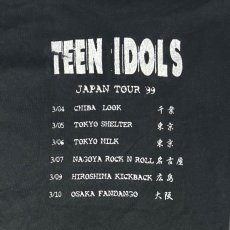 TEEN IDOLS
JAPAN TOUR '99
3/04 CHIBA LOOK 千葉
3/05 TOKYO SHELTER 東京
3/06 TOKYO MILK 東京
3/07 NAGOYA ROCK N ROLL 名古屋
3/09 HIROSHIMA KICKBACK 広島
3/10 OSAKA FANDANGO 大阪